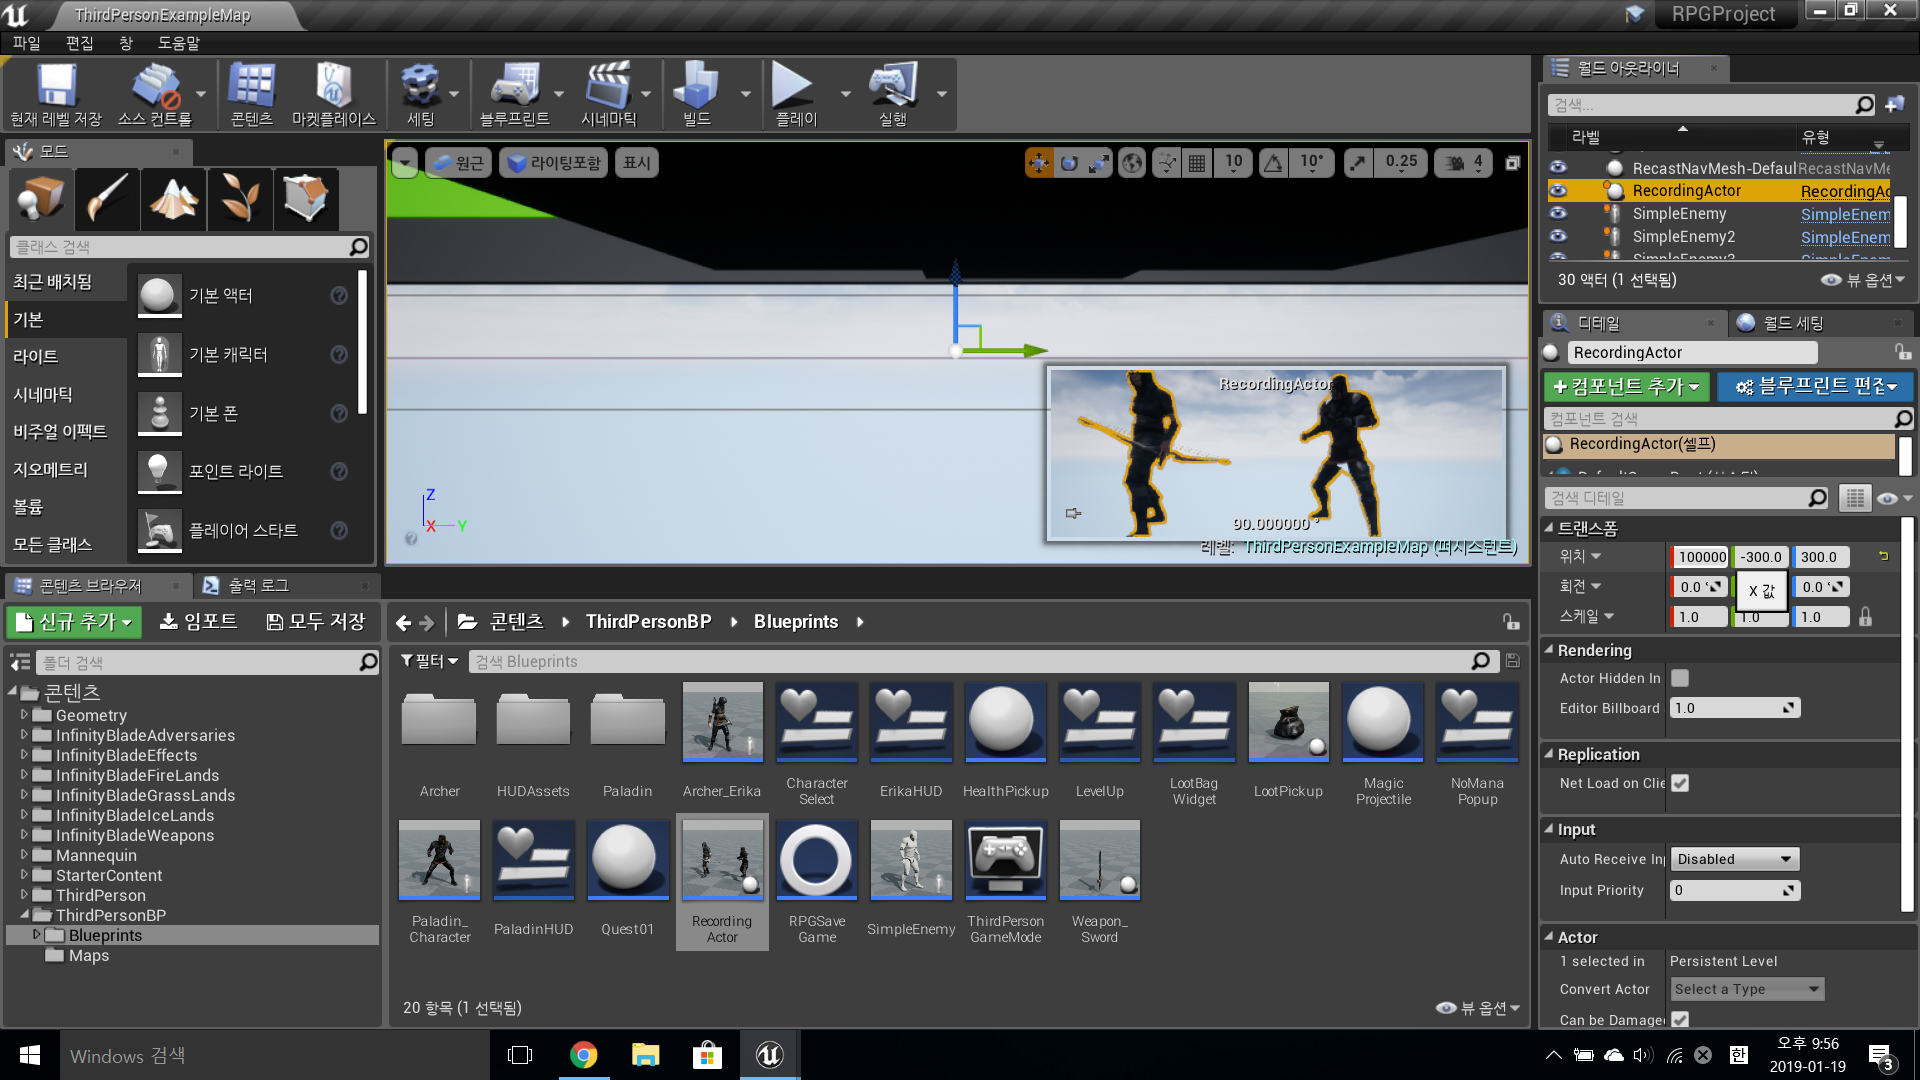 ThirdPersonExampleMap
RPGProject
파일 편집 창 도움말
현재 레벨 저장
소스 컨트롤
콘텐츠
마켓플레이스
세팅
블루프린트
시네마틱
빌드
플레이
실행
모드
클래스 검색
최근 배치됨
기본
라이트
시네마틱
비주얼 이펙트
지오메트리
볼륨
모든 클래스
기본 액터
기본 캐릭터
기본 폰
포인트 라이트
플레이어 스타트
원근
라이팅포함
표시
10
10°
0.25
4
RecordingActor
90.000000 °
레벨: ThirdPersonExampleMap (퍼시스턴트)
Z
X
Y
월드 아웃라이너
검색...
라벨
유형
RecastNavMesh-Default RecastNavMe
RecordingActor RecordingAc
SimpleEnemy SimpleEnem
SimpleEnemy2 SimpleEnem
SimpleEnemy3 SimpleEnem
30 액터 (1 선택됨)
뷰 옵션
디테일
월드 세팅
RecordingActor
+컴포넌트 추가
블루프린트 편집
컴포넌트 검색
RecordingActor(셀프)
검색 디테일
트랜스폼
위치 100000 -300.0 300.0
회전 0.0 ° 0.0 °
X 값
스케일 1.0 1.0 1.0
Rendering
Actor Hidden In
Editor Billboard 1.0
Replication
Net Load on Clie
Input
Auto Receive In Disabled
Input Priority 0
Actor
1 selected in Persistent Level
Convert Actor Select a Type
Can be Damaged
콘텐츠 브라우저
출력 로그
신규 추가
임포트
모두 저장
콘텐츠 ThirdPersonBP Blueprints
폴더 검색
필터
검색 Blueprints
콘텐츠
Geometry
InfinityBladeAdversaries
InfinityBladeEffects
InfinityBladeFireLands
InfinityBladeGrassLands
InfinityBladeIceLands
InfinityBladeWeapons
Mannequin
StarterContent
ThirdPerson
ThirdPersonBP
Blueprints
Maps
Archer
HUDAssets
Paladin
Archer_Erika
Character
Select
ErikaHUD
HealthPickup
LevelUp
LootBag
Widget
LootPickup
Magic
Projectile
NoMana
Popup
Paladin_
Character
PaladinHUD
Quest01
Recording
Actor
RPGSave
Game
SimpleEnemy
ThirdPerson
GameMode
Weapon_
Sword
20 항목 (1 선택됨)
뷰 옵션
Windows 검색
한
오후 9:56
2019-01-19
3